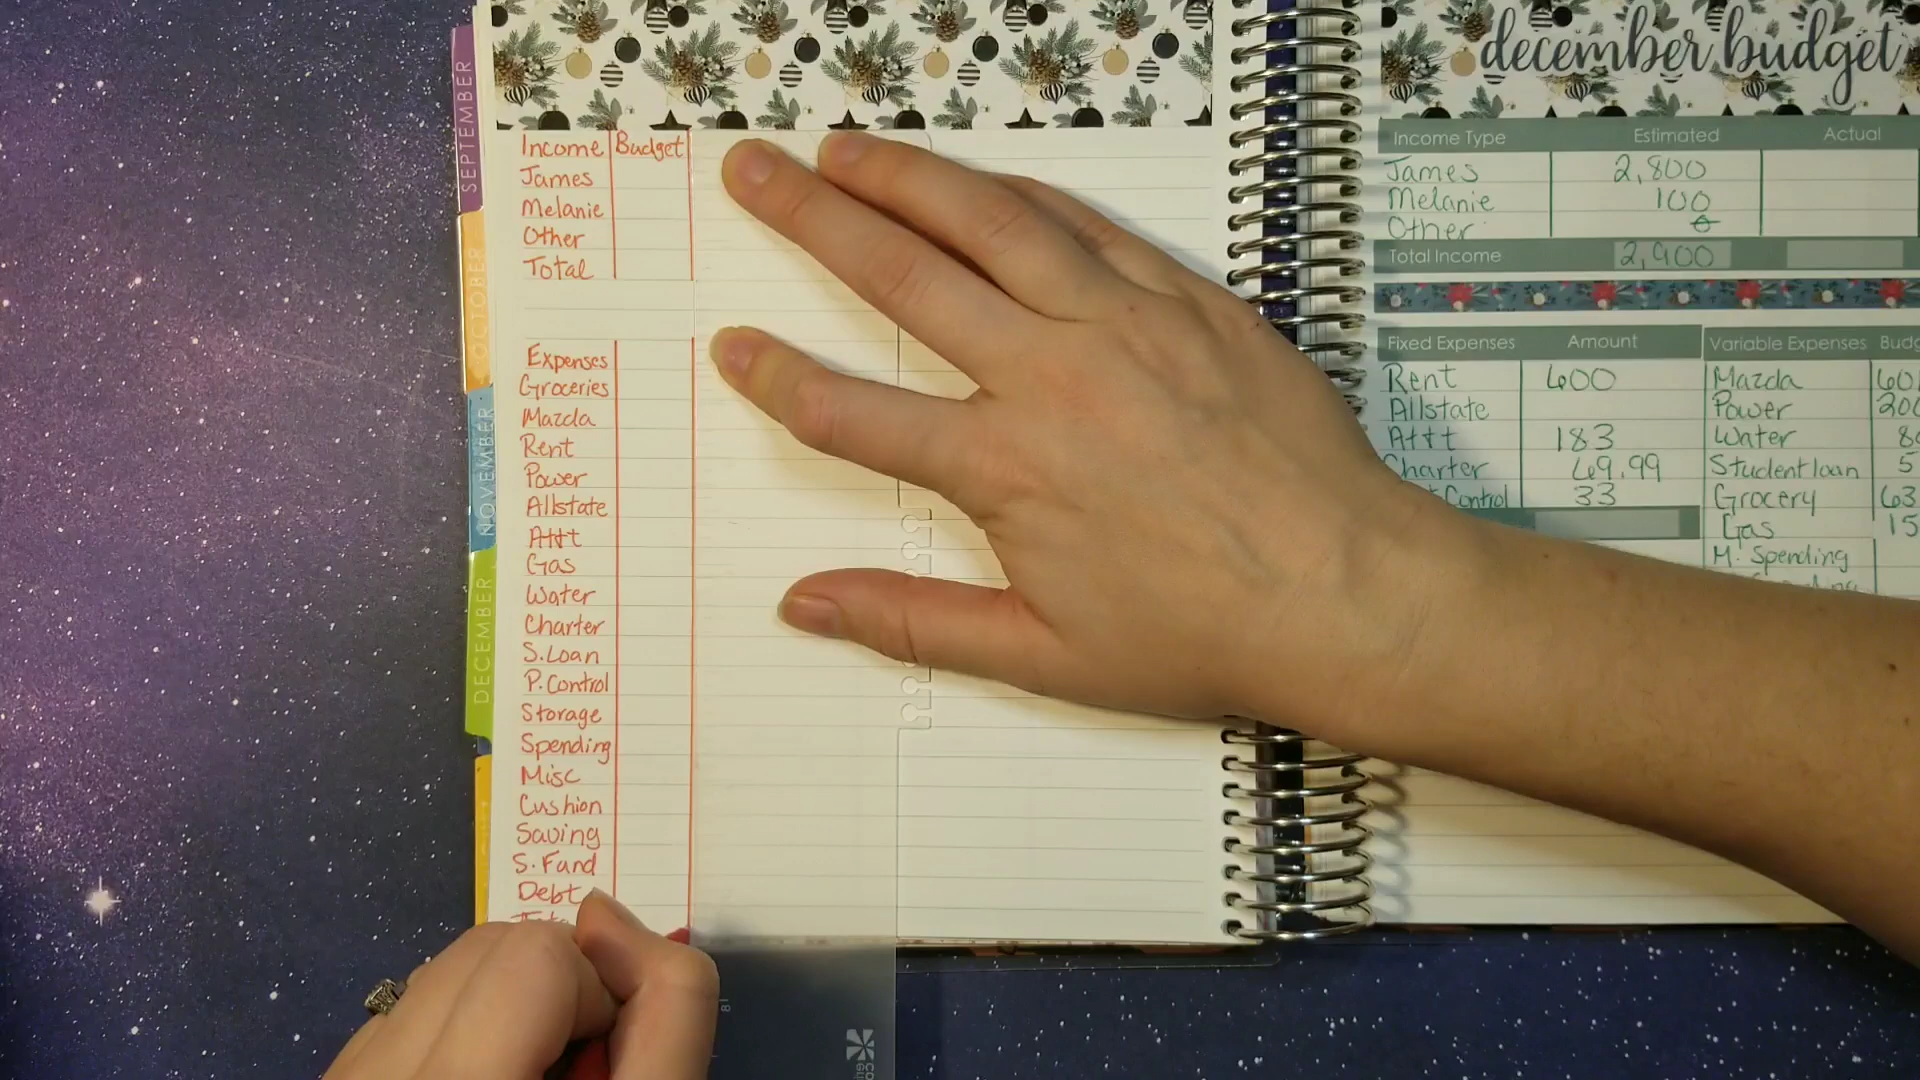 SEPTEMBER
OCTOBER
NOVEMBER
DECEMBER
Income Budget
James
Melanie
Other
Total
Expenses
Groceries
Mazda
Rent
Power
Allstate
At&t
Gas
Water
Charter
S. Loan
P. Control
Storage
Spending
Misc
Cushion
Saving
S. Fund
Debt
december budget
Income Type Estimated Actual
James 2,800
Melanie 100
Other
Total Income 2,900
Fixed Expenses Amount
Rent 600
Allstate
At&t 183
Charter 69.99
Control 33
Variable Expenses
Mazda
Power
Water
Student loan
Grocery
Gas
M. Spending